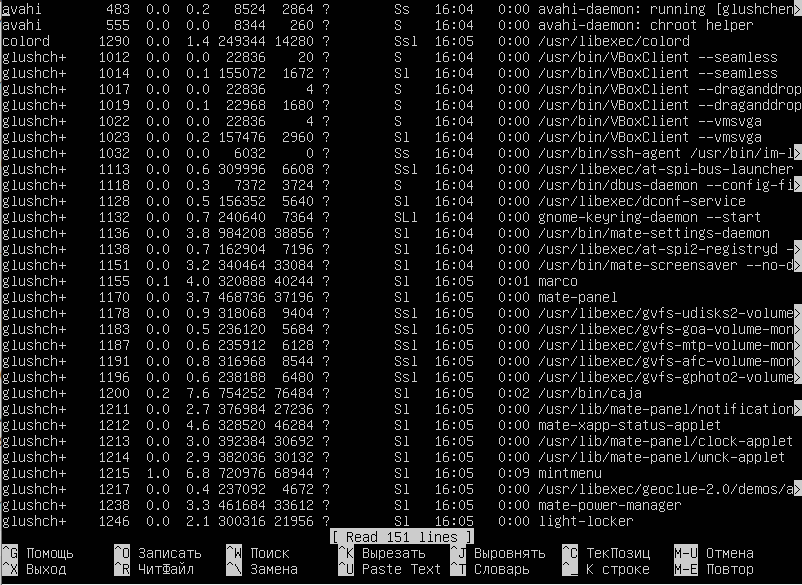 avahi 483 0.0 0.2 8524 2864 ? Ss 16:04 0:00 avahi-daemon: running [glushchen>
avahi 555 0.0 0.0 8344 260 ? S 16:04 0:00 avahi-daemon: chroot helper
colord 1290 0.0 1.4 249344 14280 ? Ssl 16:05 0:00 /usr/libexec/colord
glushch+ 1012 0.0 0.0 22836 20 ? S 16:04 0:00 /usr/bin/VBoxClient --seamless
glushch+ 1014 0.0 0.1 155072 1672 ? Sl 16:04 0:00 /usr/bin/VBoxClient --seamless
glushch+ 1017 0.0 0.0 22836 4 ? S 16:04 0:00 /usr/bin/VBoxClient --draganddrop
glushch+ 1019 0.0 0.1 22968 1680 ? S 16:04 0:00 /usr/bin/VBoxClient --draganddrop
glushch+ 1022 0.0 0.0 22836 4 ? S 16:04 0:00 /usr/bin/VBoxClient --vmsvga
glushch+ 1023 0.0 0.2 157476 2960 ? Sl 16:04 0:00 /usr/bin/VBoxClient --vmsvga
glushch+ 1032 0.0 0.0 6032 0 ? Ss 16:04 0:00 /usr/bin/ssh-agent /usr/bin/im-l>
glushch+ 1113 0.0 0.6 309996 6608 ? Ssl 16:04 0:00 /usr/libexec/at-spi-bus-launcher
glushch+ 1118 0.0 0.3 7372 3724 ? S 16:04 0:00 /usr/bin/dbus-daemon --config-fi>
glushch+ 1128 0.0 0.5 156352 5640 ? Sl 16:04 0:00 /usr/libexec/dconf-service
glushch+ 1132 0.0 0.7 240640 7364 ? SLl 16:04 0:00 gnome-keyring-daemon --start
glushch+ 1136 0.0 3.8 984208 38856 ? Sl 16:04 0:00 /usr/bin/mate-settings-daemon
glushch+ 1138 0.0 0.7 162904 7196 ? Sl 16:04 0:00 /usr/libexec/at-spi2-registryd ->
glushch+ 1151 0.0 3.2 340464 33084 ? Sl 16:04 0:00 /usr/bin/mate-screensaver --no-d>
glushch+ 1155 0.1 4.0 320888 40244 ? Sl 16:05 0:01 marco
glushch+ 1170 0.0 3.7 468736 37196 ? Sl 16:05 0:00 mate-panel
glushch+ 1178 0.0 0.9 318068 9404 ? Ssl 16:05 0:00 /usr/libexec/gvfs-udisks2-volume>
glushch+ 1183 0.0 0.5 236120 5684 ? Ssl 16:05 0:00 /usr/libexec/gvfs-goa-volume-mon>
glushch+ 1187 0.0 0.6 235912 6128 ? Ssl 16:05 0:00 /usr/libexec/gvfs-mtp-volume-mon>
glushch+ 1191 0.0 0.8 316968 8544 ? Ssl 16:05 0:00 /usr/libexec/gvfs-afc-volume-mon>
glushch+ 1196 0.0 0.6 238188 6480 ? Ssl 16:05 0:00 /usr/libexec/gvfs-gphoto2-volume>
glushch+ 1200 0.2 7.6 754252 76484 ? Sl 16:05 0:02 /usr/bin/caja
glushch+ 1211 0.0 2.7 376984 27236 ? Sl 16:05 0:00 /usr/lib/mate-panel/notification>
glushch+ 1212 0.0 4.6 328520 46284 ? Sl 16:05 0:00 mate-xapp-status-applet
glushch+ 1213 0.0 3.0 392384 30692 ? Sl 16:05 0:00 /usr/lib/mate-panel/clock-applet
glushch+ 1214 0.0 2.9 382036 30132 ? Sl 16:05 0:00 /usr/lib/mate-panel/wnck-applet
glushch+ 1215 1.0 6.8 720976 68944 ? Sl 16:05 0:09 mintmenu
glushch+ 1217 0.0 0.4 237092 4672 ? Sl 16:05 0:00 /usr/libexec/geoclue-2.0/demos/a>
glushch+ 1238 0.0 3.3 461684 33612 ? Sl 16:05 0:00 mate-power-manager
glushch+ 1246 0.0 2.1 300316 21956 ? Sl 16:05 0:00 light-locker
[ Read 151 lines ]
^G Помощь ^O Записать ^W Поиск ^K Вырезать ^J Выровнять ^C ТекПозиц M-U Отмена
^X Выход ^R ЧитФайл ^\ Замена ^U Paste Text ^T Словарь ^_ К строке M-E Повтор